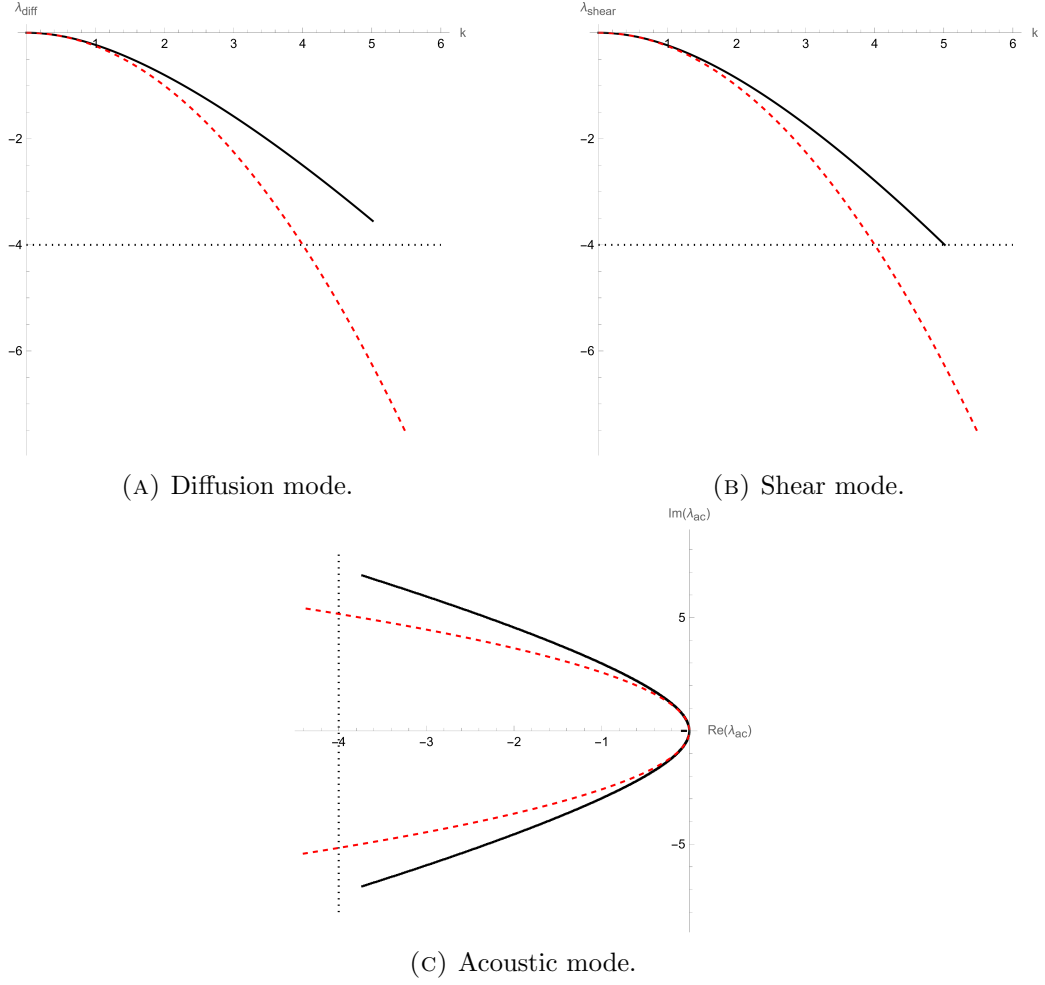 λdiff
k
1 2 3 4 5 6
−2
−4
−6
(A) Diffusion mode.
λshear
k
1 2 3 4 5 6
−2
−4
−6
(B) Shear mode.
Im(λac)
5
−4 −3 −2 −1
Re(λac)
−5
(C) Acoustic mode.